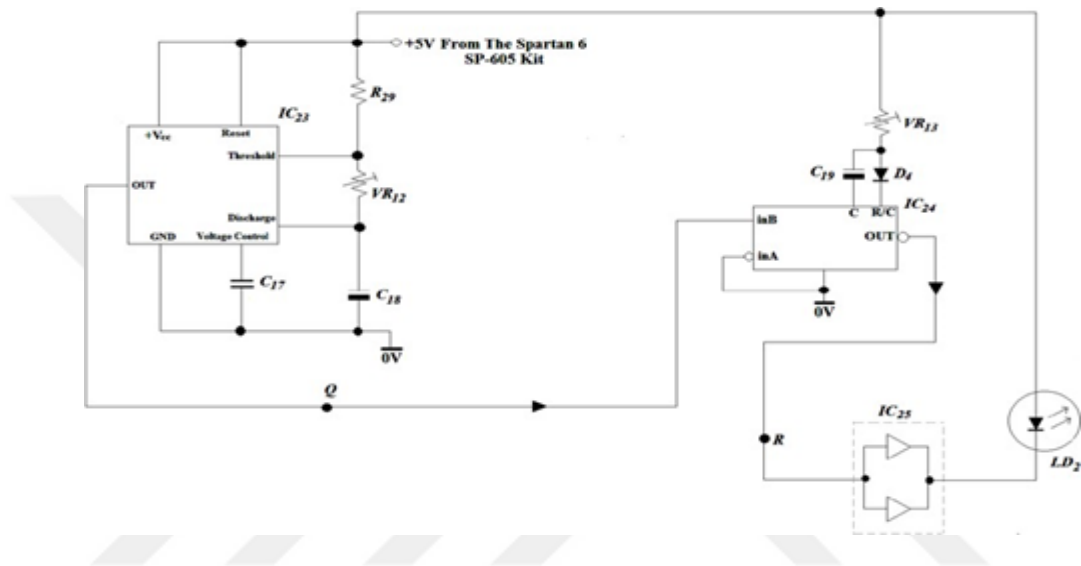 +5V From The Spartan 6
SP-605 Kit
R29
IC23
+Vcc
Reset
Threshold
VR13
OUT
VR12
C19
D4
IC24
C
R/C
Discharge
inB
OUT
GND
Voltage Control
inA
C17
C18
0V
0V
Q
IC25
R
LD2